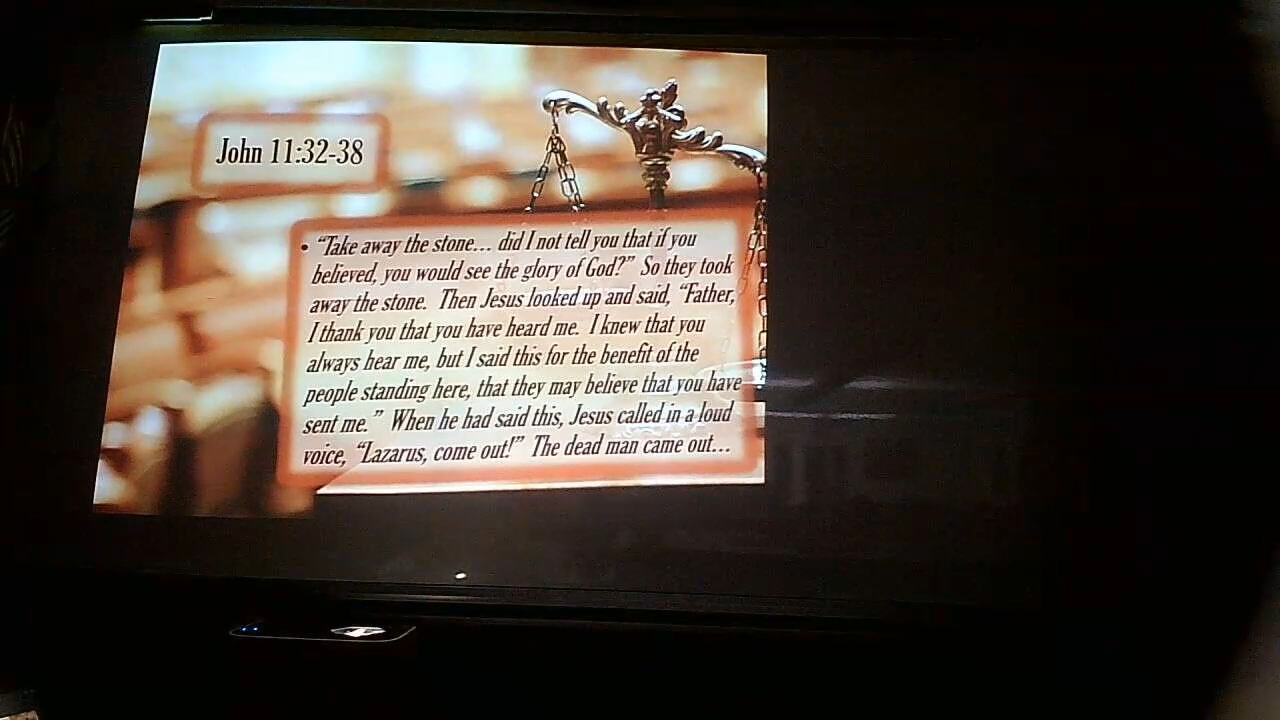 John 11:32-38
• “Take away the stone... did I not tell you that if you
believed, you would see the glory of God?” So they took
away the stone. Then Jesus looked up and said, “Father,
I thank you that you have heard me. I knew that you
always hear me, but I said this for the benefit of the
people standing here, that they may believe that you have
sent me.” When he had said this, Jesus called in a loud
voice, “Lazarus, come out!” The dead man came out...